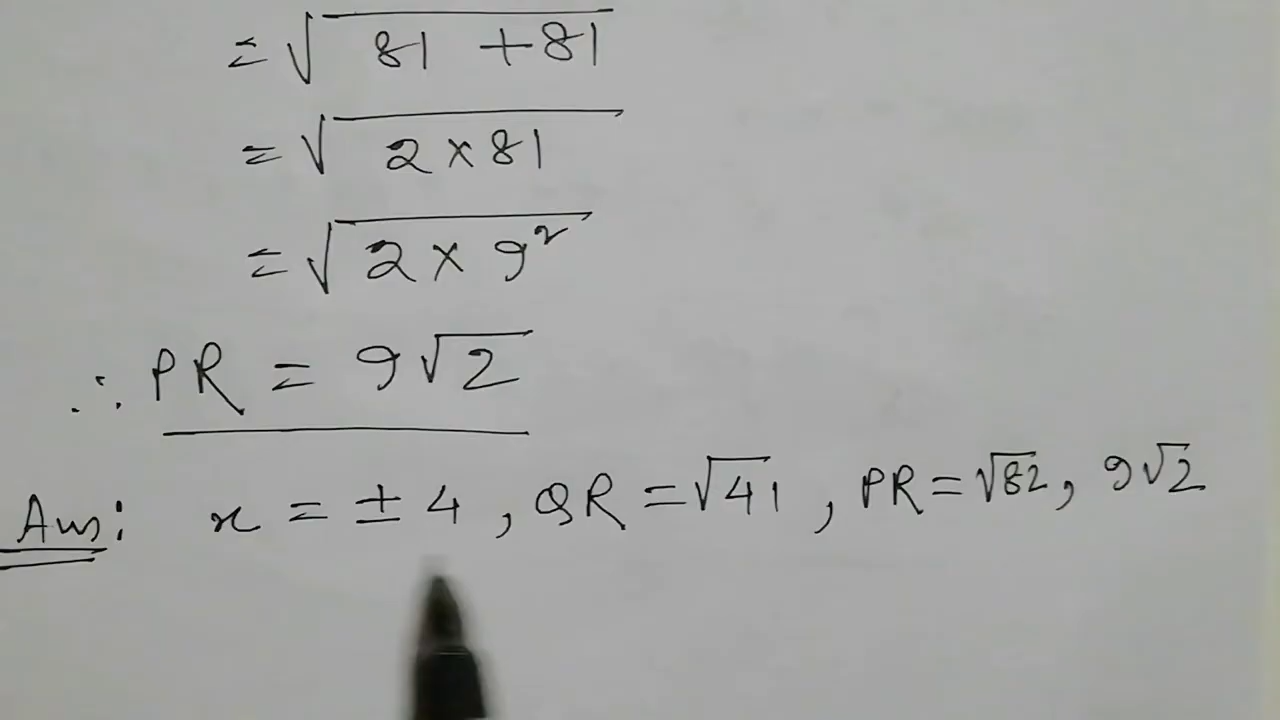 = √81 + 81
= √2 × 81
= √2 × 9²
∴ PR = 9√2
Ans: x = ± 4, QR = √41, PR = √82, 9√2